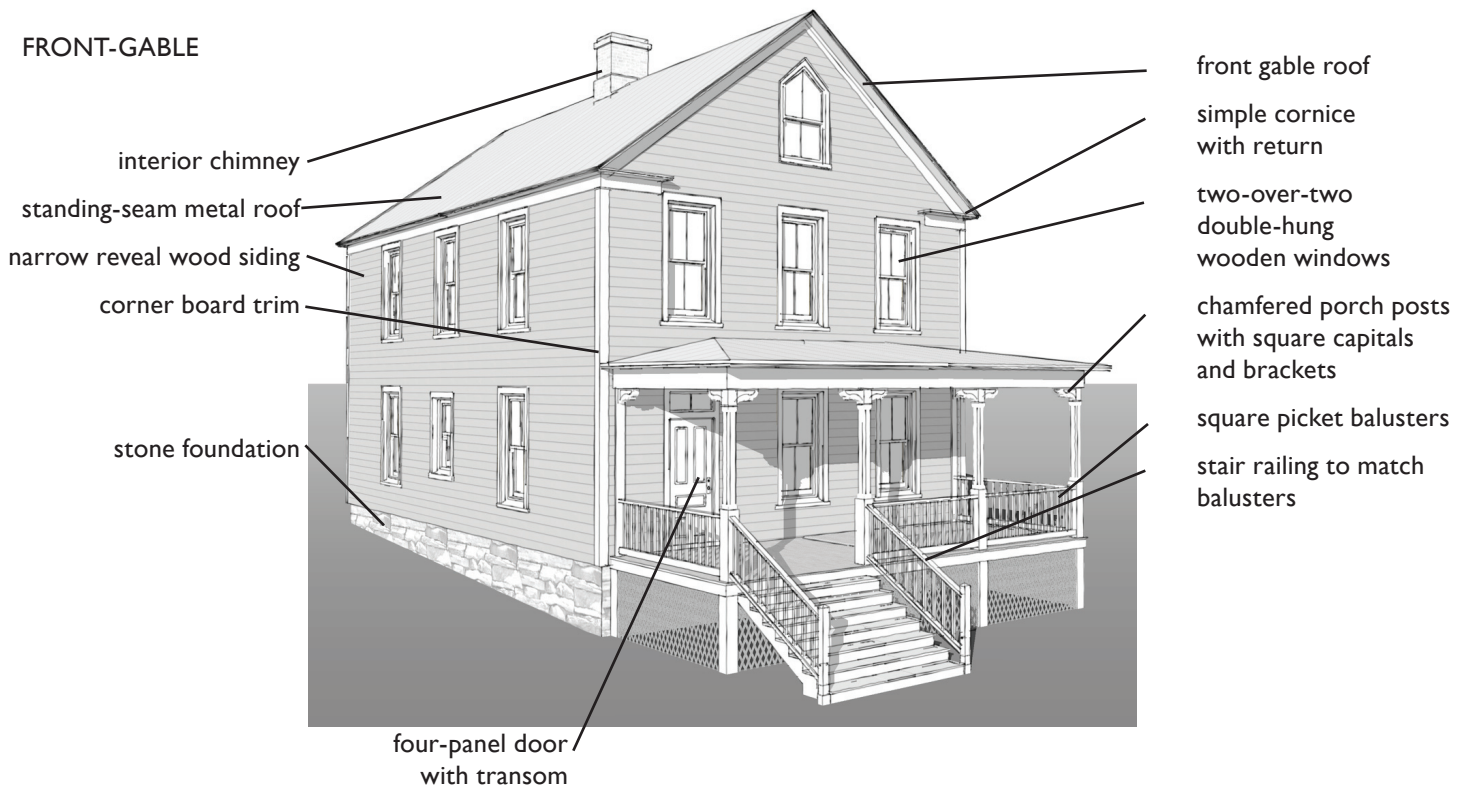 FRONT-GABLE
interior chimney
standing-seam metal roof
narrow reveal wood siding
corner board trim
stone foundation
four-panel door
with transom
front gable roof
simple cornice
with return
two-over-two
double-hung
wooden windows
chamfered porch posts
with square capitals
and brackets
square picket balusters
stair railing to match
balusters